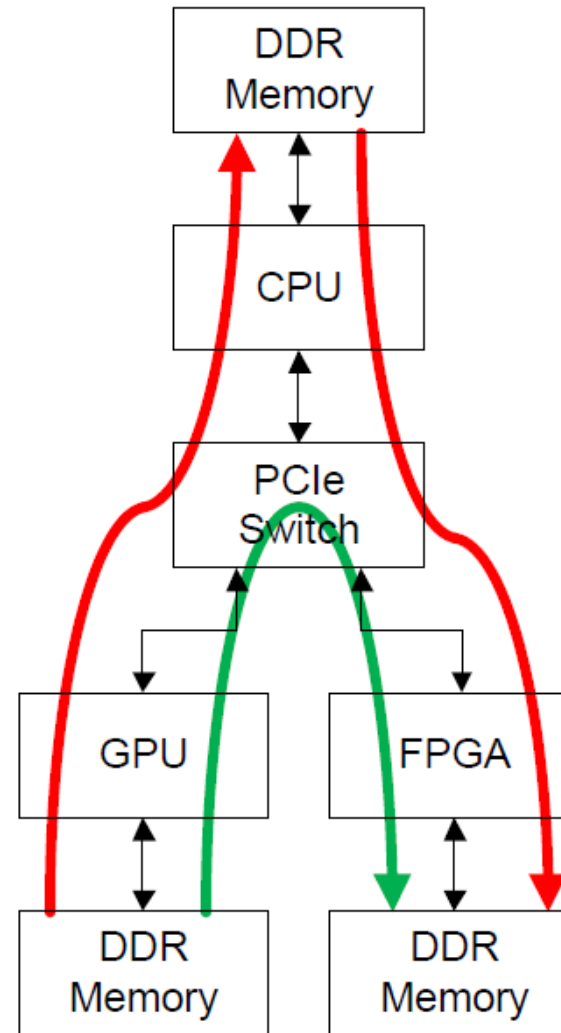 DDR
Memory
CPU
PCIe
Switch
GPU
FPGA
DDR
Memory
DDR
Memory